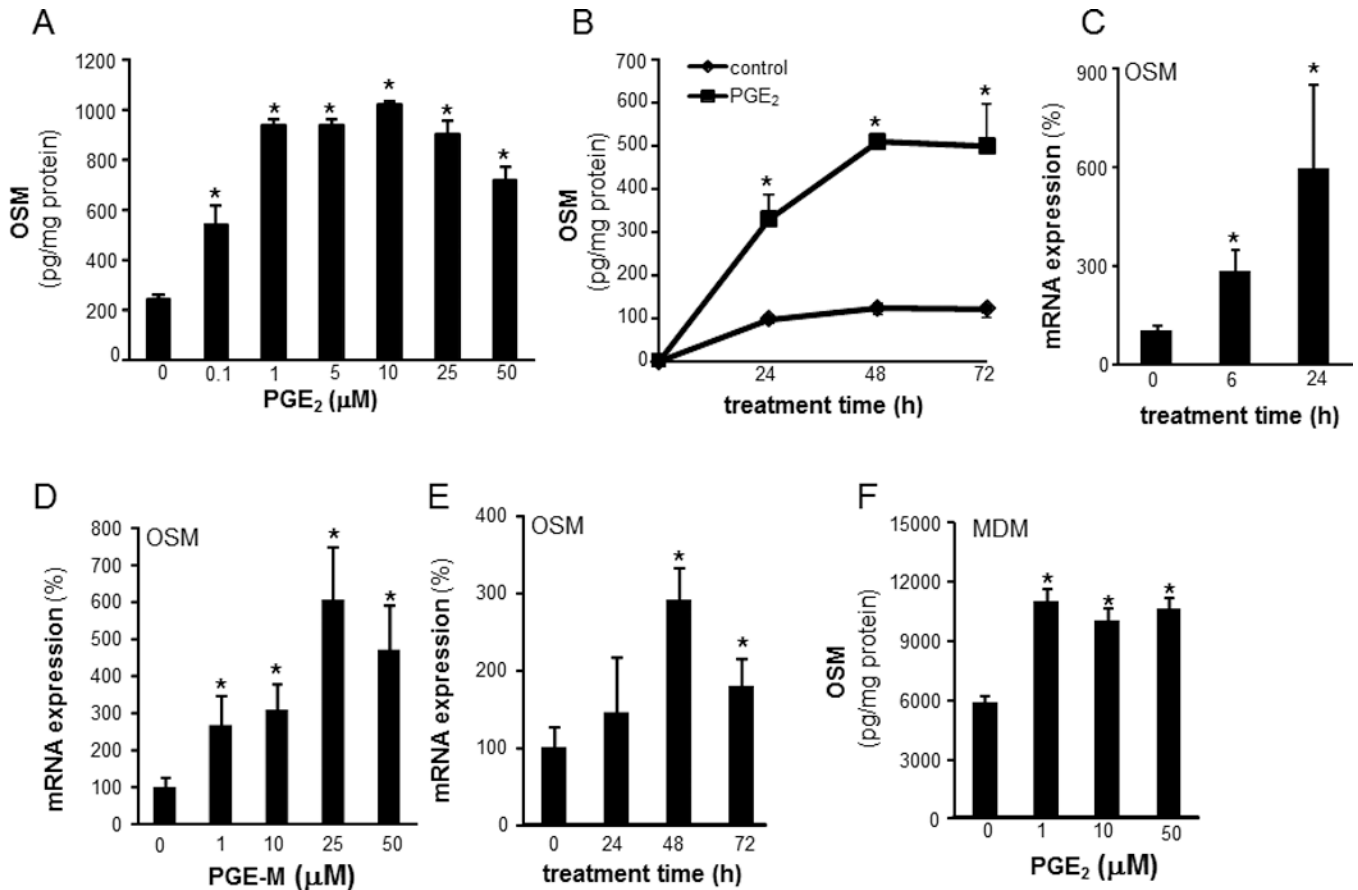 A
OSM
(pg/mg protein)
1200
1000
800
600
400
200
0
* * * * * *
0 0.1 1 5 10 25 50
PGE₂ (μM)
B
OSM
(pg/mg protein)
700
600
500
400
300
200
100
0
control
PGE₂
* * *
24 48 72
treatment time (h)
C
OSM
mRNA expression (%)
900
600
300
0
* *
0 6 24
treatment time (h)
D
OSM
mRNA expression (%)
800
700
600
500
400
300
200
100
0
* * * *
0 1 10 25 50
PGE-M (μM)
E
OSM
mRNA expression (%)
400
300
200
100
0
* *
0 24 48 72
treatment time (h)
F
MDM
OSM
(pg/mg protein)
15000
12000
9000
6000
3000
0
* * *
0 1 10 50
PGE₂ (μM)